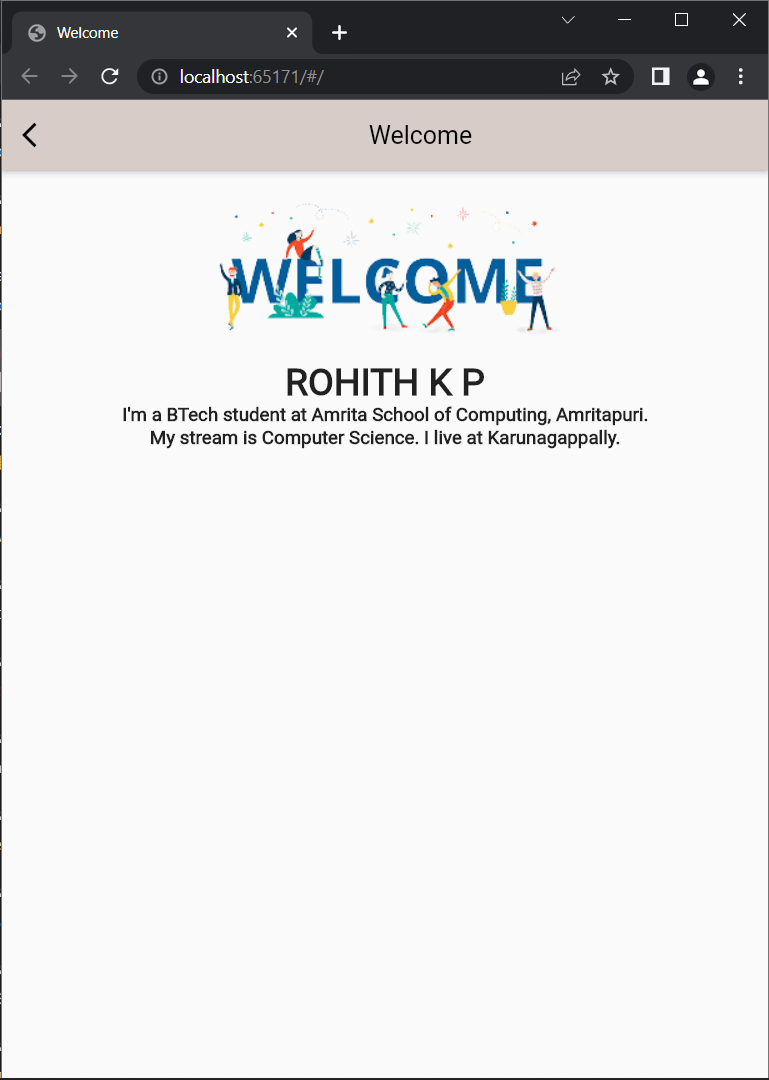 Welcome
localhost:65171/#/
Welcome
WELCOME
ROHITH K P
I'm a BTech student at Amrita School of Computing, Amritapuri.
My stream is Computer Science. I live at Karunagappally.